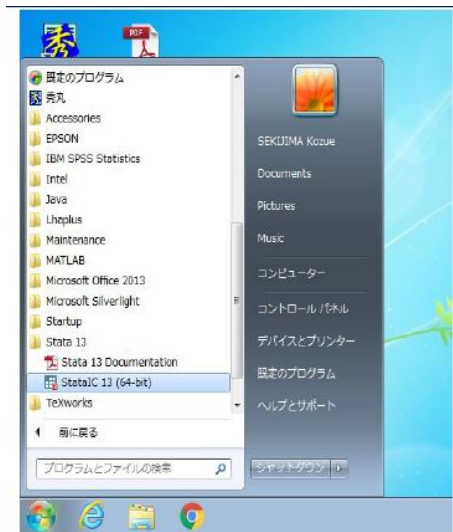 秀
PDF
既定のプログラム
秀丸
Accessories
EPSON
IBM SPSS Statistics
Intel
Java
Lhaplus
Maintenance
MATLAB
Microsoft Office 2013
Microsoft Silverlight
Startup
Stata 13
Stata 13 Documentation
StataIC 13 (64-bit)
TeXworks
前に戻る
プログラムとファイルの検索
SEKIJIMA Kozue
Documents
Pictures
Music
コンピューター
コントロール パネル
デバイスとプリンター
既定のプログラム
ヘルプとサポート
シャットダウン